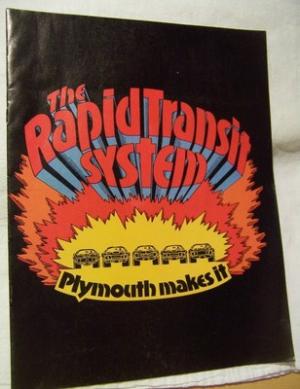 The
Rapid Transit
System
Plymouth makes it